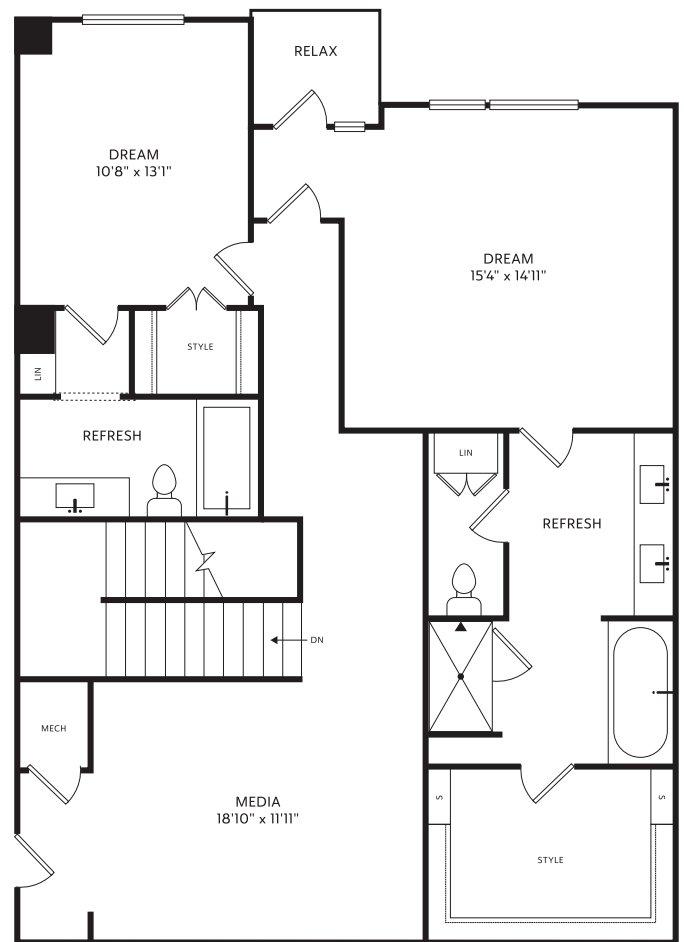 RELAX
DREAM
10'8" x 13'1"
DREAM
15'4" x 14'11"
STYLE
LIN
REFRESH
LIN
REFRESH
DN
MECH
MEDIA
18'10" x 11'11"
S
S
STYLE